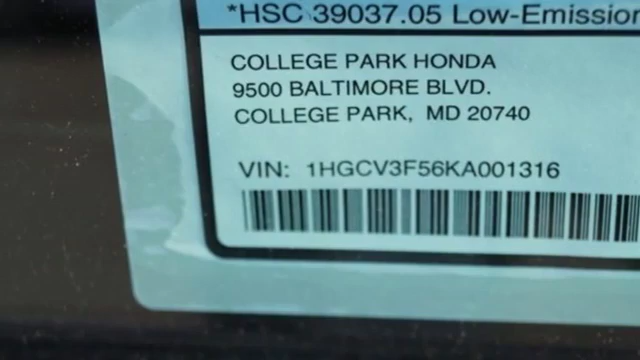 *HSC 39037.05 Low-Emission
COLLEGE PARK HONDA
9500 BALTIMORE BLVD.
COLLEGE PARK, MD 20740
VIN: 1HGCV3F56KA001316